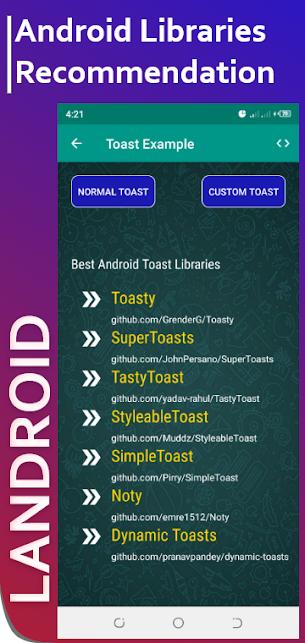 Android Libraries
Recommendation
4:21
Toast Example
NORMAL TOAST
CUSTOM TOAST
Best Android Toast Libraries
Toasty
github.com/GrenderG/Toasty
SuperToasts
github.com/JohnPersano/SuperToasts
TastyToast
github.com/yadav-rahul/TastyToast
StyleableToast
github.com/Muddz/StyleableToast
SimpleToast
github.com/Pirry/SimpleToast
Noty
github.com/emre1512/Noty
Dynamic Toasts
github.com/pranavpandey/dynamic-toasts
LANDROID